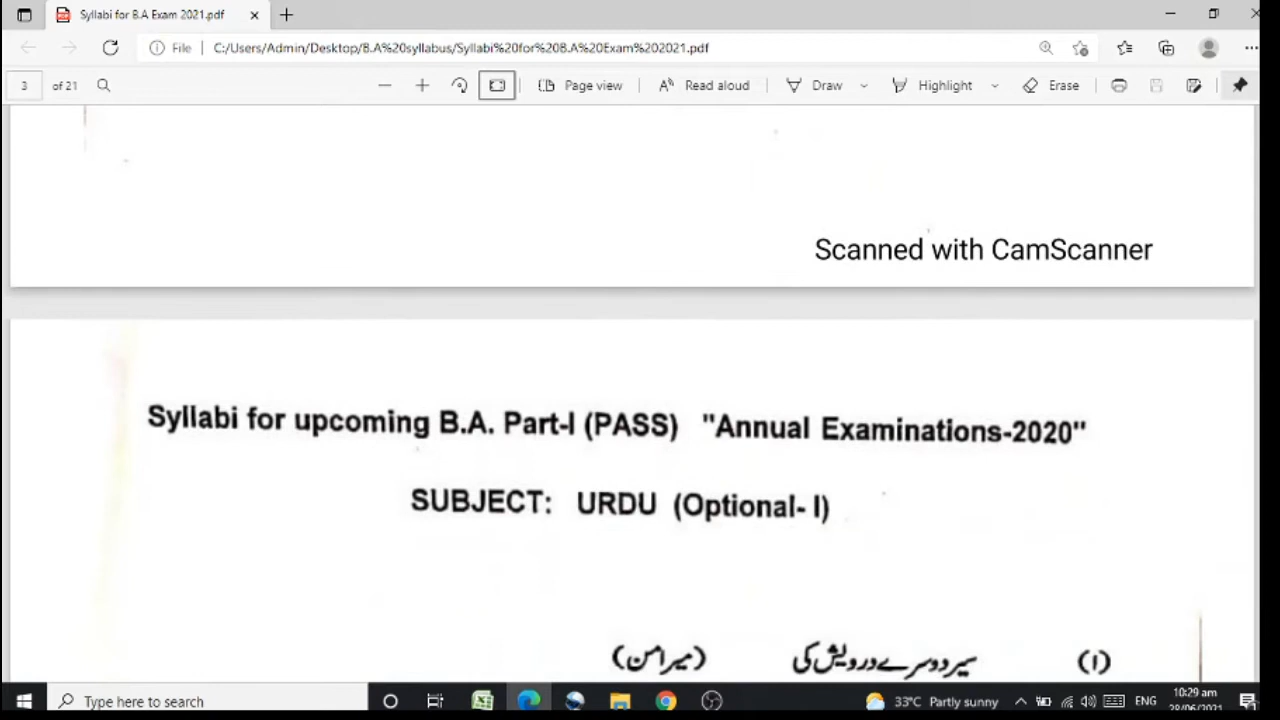 Syllabi for B.A Exam 2021.pdf
File
C:/Users/Admin/Desktop/B.A%20syllabus/Syllabi%20for%20B.A%20Exam%202021.pdf
3 of 21
Page view
Read aloud
Draw
Highlight
Erase
Scanned with CamScanner
Syllabi for upcoming B.A. Part-I (PASS) "Annual Examinations-2020"
SUBJECT: URDU (Optional- I)
(۱) سیر دوسرے درویش کی (میر امن)
Type here to search
33°C Partly sunny
ENG
10:29 am
28/06/2021